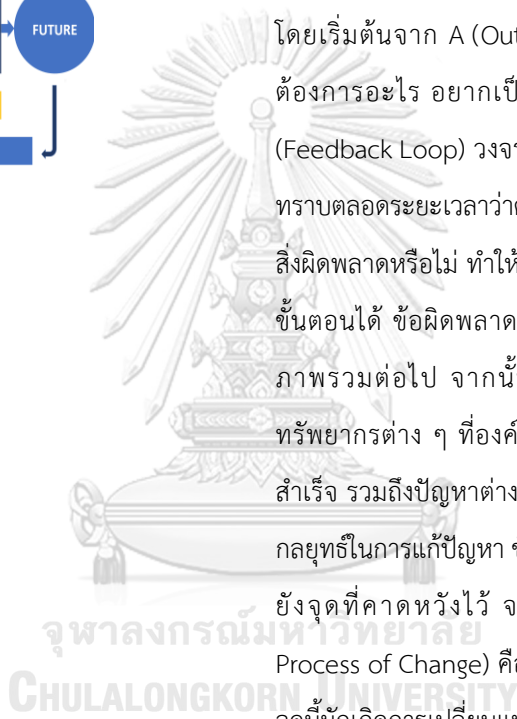 FUTURE
โดยเริ่มต้นจาก A (Out
ต้องการอะไร อยากเป็
(Feedback Loop) วงจร
ทราบตลอดระยะเวลาว่า
สิ่งผิดพลาดหรือไม่ ทำให้
ขั้นตอนได้ ข้อผิดพลาด
ภาพรวมต่อไป จากนั้
ทรัพยากรต่าง ๆ ที่องค์
สำเร็จ รวมถึงปัญหาต่าง
กลยุทธ์ในการแก้ปัญหา
ยังจุดที่คาดหวังไว้ จ
จุฬาลงกรณ์มหาวิทยาลัย
Process of Change) คือ
CHULALONGKORN UNIVERSITY